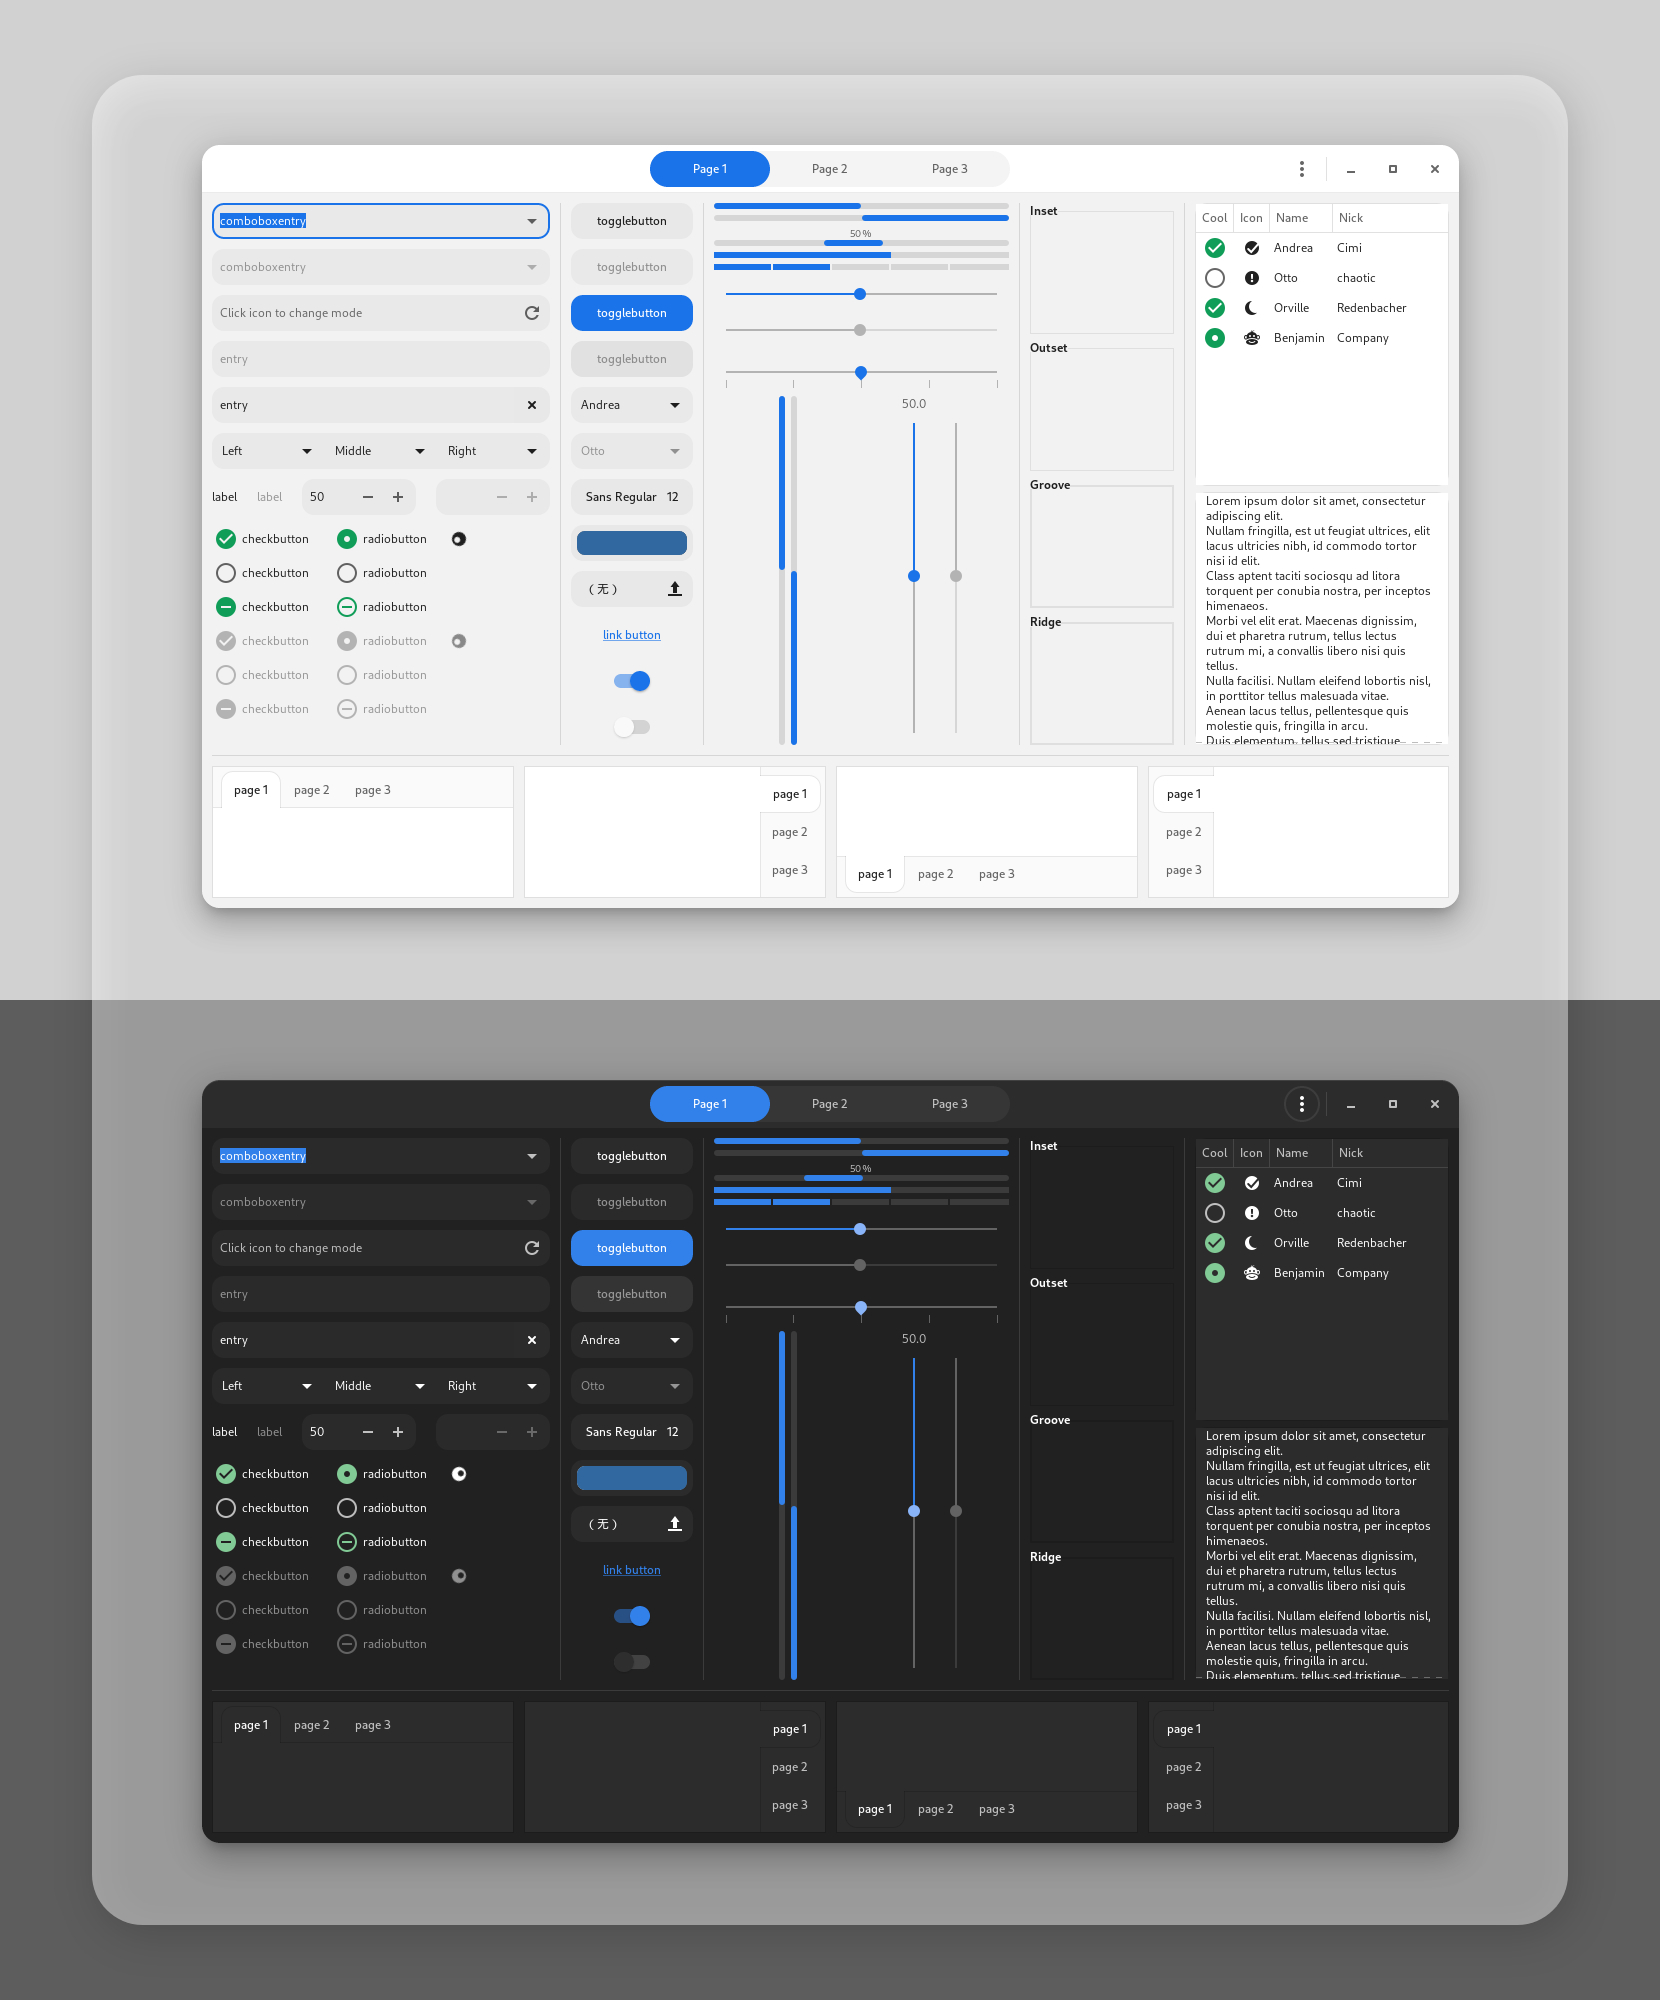 Page 1 Page 2 Page 3
comboboxentry
comboboxentry
Click icon to change mode
entry
entry
Left Middle Right
label label 50
checkbutton radiobutton
checkbutton radiobutton
checkbutton radiobutton
checkbutton radiobutton
checkbutton radiobutton
checkbutton radiobutton
togglebutton
togglebutton
togglebutton
togglebutton
Andrea
Otto
Sans Regular 12
(无)
link button
50 %
50.0
Inset
Outset
Groove
Ridge
Cool Icon Name Nick
Andrea Cimi
Otto chaotic
Orville Redenbacher
Benjamin Company
Lorem ipsum dolor sit amet, consectetur
adipiscing elit.
Nullam fringilla, est ut feugiat ultrices, elit
lacus ultricies nibh, id commodo tortor
nisi id elit.
Class aptent taciti sociosqu ad litora
torquent per conubia nostra, per inceptos
himenaeos.
Morbi vel elit erat. Maecenas dignissim,
dui et pharetra rutrum, tellus lectus
rutrum mi, a convallis libero nisi quis
tellus.
Nulla facilisi. Nullam eleifend lobortis nisl,
in porttitor tellus malesuada vitae.
Aenean lacus tellus, pellentesque quis
molestie quis, fringilla in arcu.
Duis elementum, tellus sed tristique
page 1 page 2 page 3
page 1
page 2
page 3
page 1 page 2 page 3
page 1
page 2
page 3
Page 1 Page 2 Page 3
comboboxentry
comboboxentry
Click icon to change mode
entry
entry
Left Middle Right
label label 50
checkbutton radiobutton
checkbutton radiobutton
checkbutton radiobutton
checkbutton radiobutton
checkbutton radiobutton
checkbutton radiobutton
togglebutton
togglebutton
togglebutton
togglebutton
Andrea
Otto
Sans Regular 12
(无)
link button
50 %
50.0
Inset
Outset
Groove
Ridge
Cool Icon Name Nick
Andrea Cimi
Otto chaotic
Orville Redenbacher
Benjamin Company
Lorem ipsum dolor sit amet, consectetur
adipiscing elit.
Nullam fringilla, est ut feugiat ultrices, elit
lacus ultricies nibh, id commodo tortor
nisi id elit.
Class aptent taciti sociosqu ad litora
torquent per conubia nostra, per inceptos
himenaeos.
Morbi vel elit erat. Maecenas dignissim,
dui et pharetra rutrum, tellus lectus
rutrum mi, a convallis libero nisi quis
tellus.
Nulla facilisi. Nullam eleifend lobortis nisl,
in porttitor tellus malesuada vitae.
Aenean lacus tellus, pellentesque quis
molestie quis, fringilla in arcu.
Duis elementum, tellus sed tristique
page 1 page 2 page 3
page 1
page 2
page 3
page 1 page 2 page 3
page 1
page 2
page 3